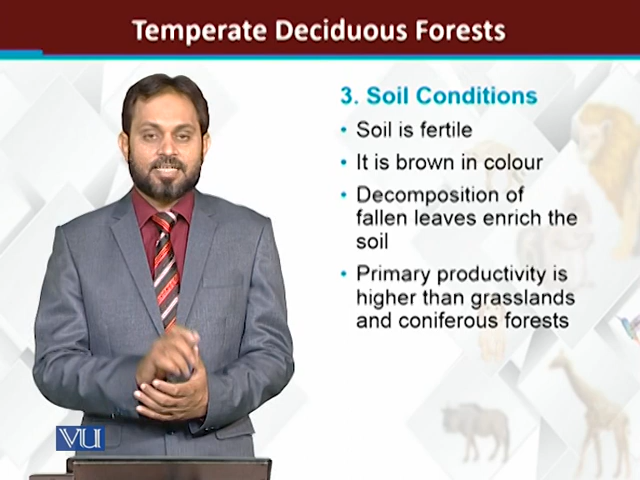 Temperate Deciduous Forests
3. Soil Conditions
• Soil is fertile
• It is brown in colour
• Decomposition of
fallen leaves enrich the
soil
• Primary productivity is
higher than grasslands
and coniferous forests
VU